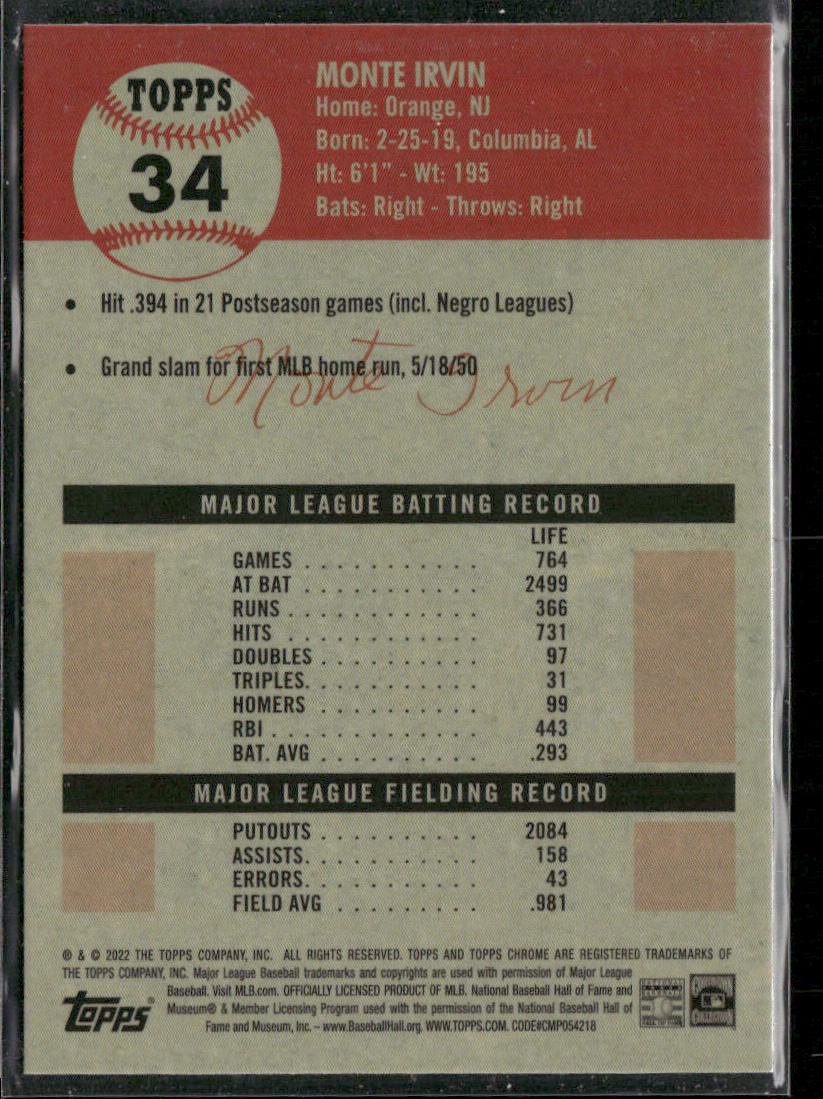 TOPPS
34
MONTE IRVIN
Home: Orange, NJ
Born: 2-25-19, Columbia, AL
Ht: 6'1" - Wt: 195
Bats: Right - Throws: Right
• Hit .394 in 21 Postseason games (incl. Negro Leagues)
• Grand slam for first MLB home run, 5/18/50
Monte Irvin
MAJOR LEAGUE BATTING RECORD
LIFE
GAMES . . . . . . . . . . . 764
AT BAT . . . . . . . . . . . 2499
RUNS . . . . . . . . . . . . 366
HITS . . . . . . . . . . . . 731
DOUBLES . . . . . . . . . . 97
TRIPLES. . . . . . . . . . . 31
HOMERS . . . . . . . . . . 99
RBI . . . . . . . . . . . . . 443
BAT. AVG . . . . . . . . . . .293
MAJOR LEAGUE FIELDING RECORD
PUTOUTS . . . . . . . . . . 2084
ASSISTS. . . . . . . . . . . 158
ERRORS. . . . . . . . . . . 43
FIELD AVG . . . . . . . . . .981
® & © 2022 THE TOPPS COMPANY, INC. ALL RIGHTS RESERVED. TOPPS AND TOPPS CHROME ARE REGISTERED TRADEMARKS OF
THE TOPPS COMPANY, INC. Major League Baseball trademarks and copyrights are used with permission of Major League
Baseball. Visit MLB.com. OFFICIALLY LICENSED PRODUCT OF MLB. National Baseball Hall of Fame and
Museum® & Member Licensing Program used with the permission of the National Baseball Hall of
Fame and Museum, Inc. – www.BaseballHall.org. WWW.TOPPS.COM. CODE#CMP054218
Topps®